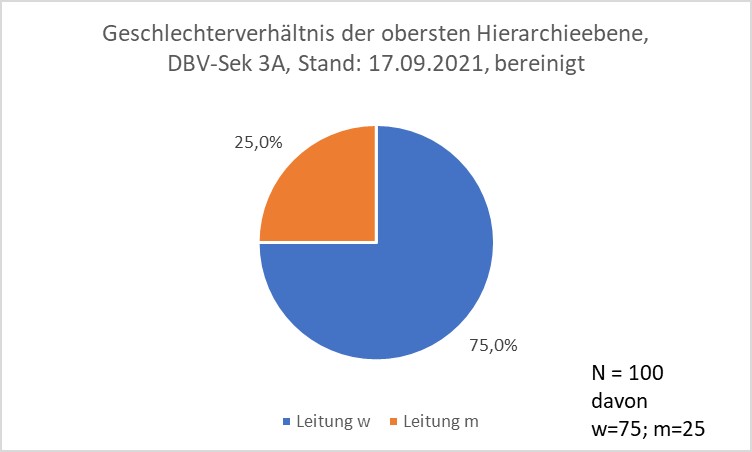 Geschlechterverhältnis der obersten Hierarchieebene,
DBV-Sek 3A, Stand: 17.09.2021, bereinigt
25,0%
75,0%
N = 100
davon
w=75; m=25
Leitung w Leitung m